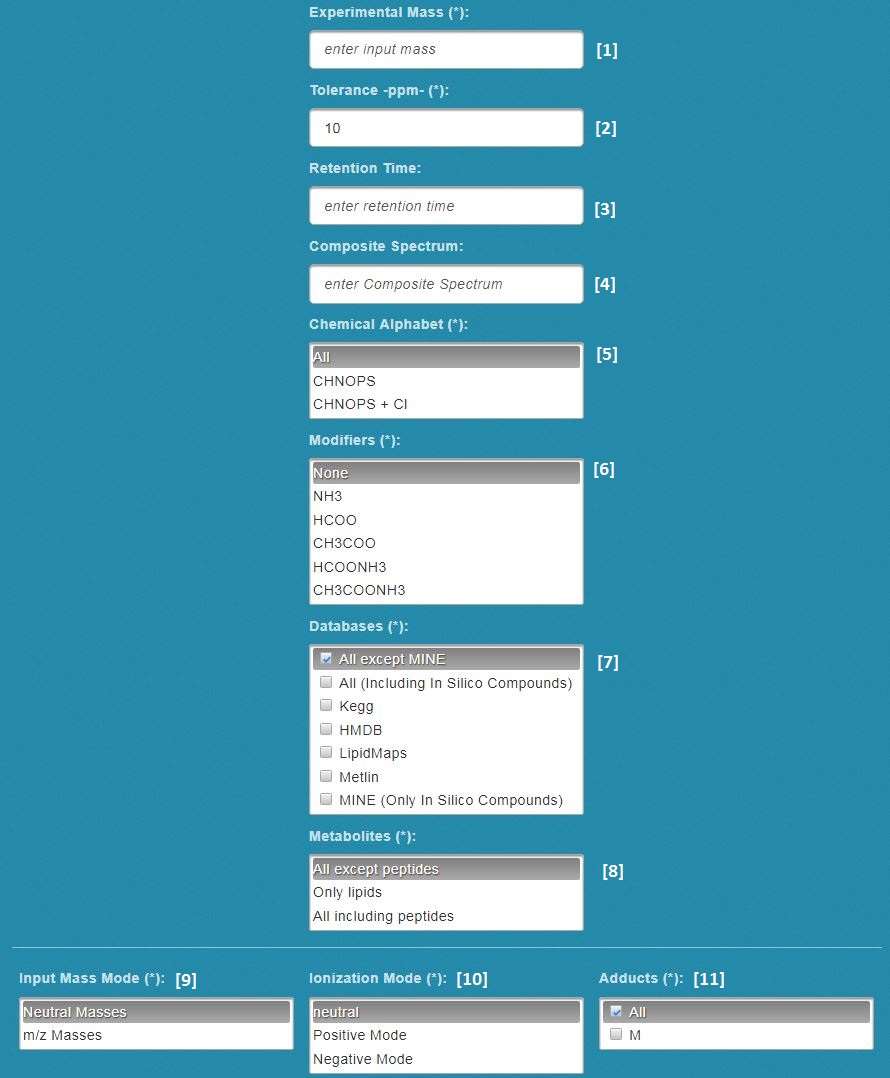 Experimental Mass (*):
enter input mass [1]
Tolerance -ppm- (*):
10 [2]
Retention Time:
enter retention time [3]
Composite Spectrum:
enter Composite Spectrum [4]
Chemical Alphabet (*):
All [5]
CHNOPS
CHNOPS + Cl
Modifiers (*):
None [6]
NH3
HCOO
CH3COO
HCOONH3
CH3COONH3
Databases (*):
All except MINE [7]
All (Including In Silico Compounds)
Kegg
HMDB
LipidMaps
Metlin
MINE (Only In Silico Compounds)
Metabolites (*):
All except peptides [8]
Only lipids
All including peptides
Input Mass Mode (*): [9]
Neutral Masses
m/z Masses
Ionization Mode (*): [10]
neutral
Positive Mode
Negative Mode
Adducts (*): [11]
All
M